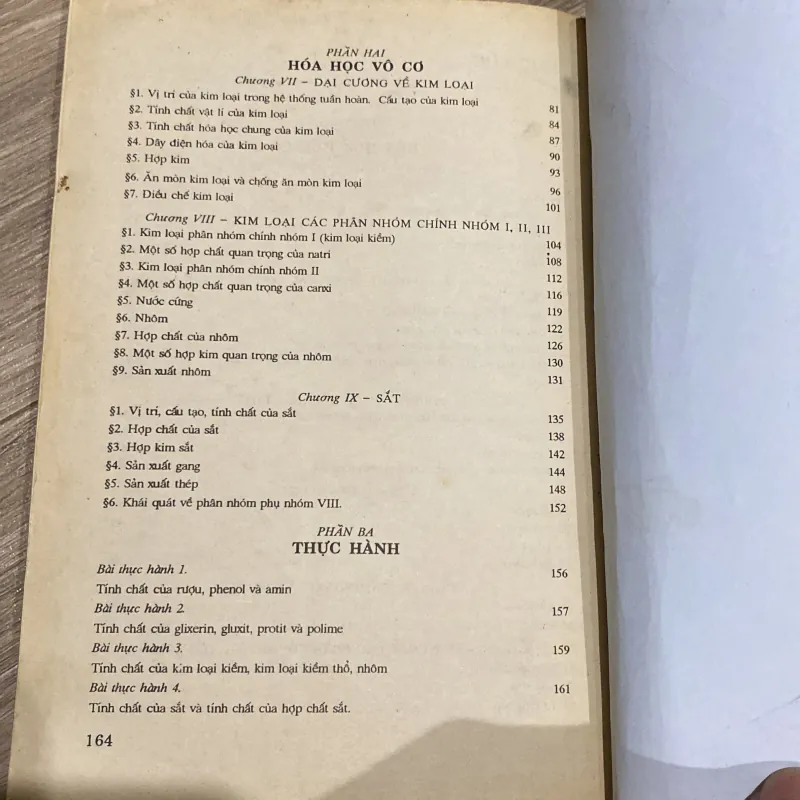 PHẦN HAI
HÓA HỌC VÔ CƠ
Chương VII – ĐẠI CƯƠNG VỀ KIM LOẠI
§1. Vị trí của kim loại trong hệ thống tuần hoàn. Cấu tạo của kim loại 81
§2. Tính chất vật lí của kim loại 84
§3. Tính chất hóa học chung của kim loại 87
§4. Dãy điện hóa của kim loại 90
§5. Hợp kim 93
§6. Ăn mòn kim loại và chống ăn mòn kim loại 96
§7. Điều chế kim loại 101
Chương VIII – KIM LOẠI CÁC PHÂN NHÓM CHÍNH NHÓM I, II, III
§1. Kim loại phân nhóm chính nhóm I (kim loại kiềm) 104
§2. Một số hợp chất quan trọng của natri 108
§3. Kim loại phân nhóm chính nhóm II 112
§4. Một số hợp chất quan trọng của canxi 116
§5. Nước cứng 119
§6. Nhôm 122
§7. Hợp chất của nhôm 126
§8. Một số hợp kim quan trọng của nhôm 130
§9. Sản xuất nhôm 131
Chương IX – SẮT
§1. Vị trí, cấu tạo, tính chất của sắt 135
§2. Hợp chất của sắt 138
§3. Hợp kim sắt 142
§4. Sản xuất gang 144
§5. Sản xuất thép 148
§6. Khái quát về phân nhóm phụ nhóm VIII. 152
PHẦN BA
THỰC HÀNH
Bài thực hành 1. 156
Tính chất của rượu, phenol và amin
Bài thực hành 2. 157
Tính chất của glixerin, gluxit, protit và polime
Bài thực hành 3. 159
Tính chất của kim loại kiềm, kim loại kiềm thổ, nhôm
Bài thực hành 4. 161
Tính chất của sắt và tính chất của hợp chất sắt.
164